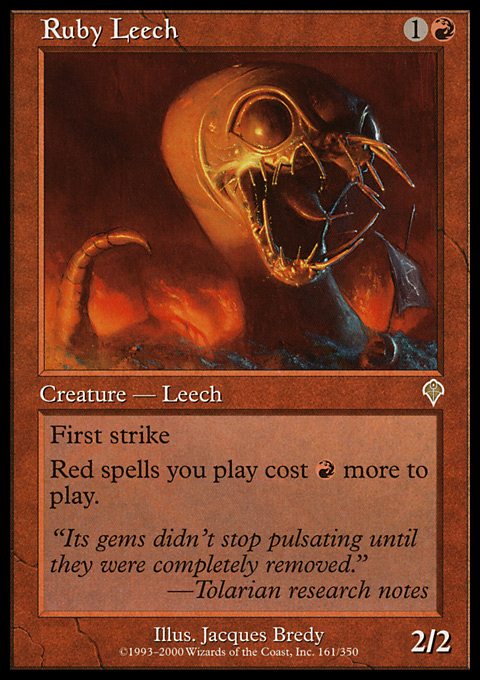 Ruby Leech 1
Creature — Leech
First strike
Red spells you play cost more to
play.
“Its gems didn’t stop pulsating until
they were completely removed.”
—Tolarian research notes
Illus. Jacques Bredy
©1993–2000 Wizards of the Coast, Inc. 161/350
2/2